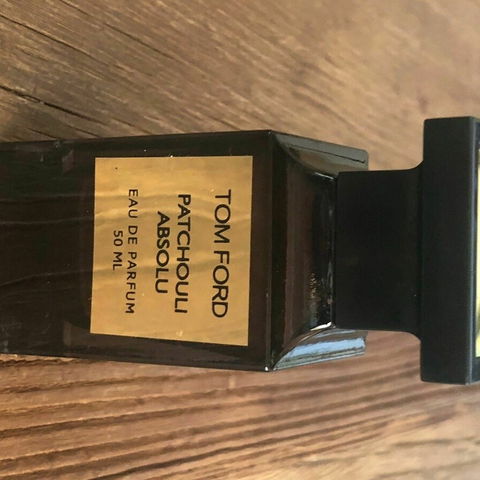 TOM FORD
PATCHOULI
ABSOLU
EAU DE PARFUM
50 ML